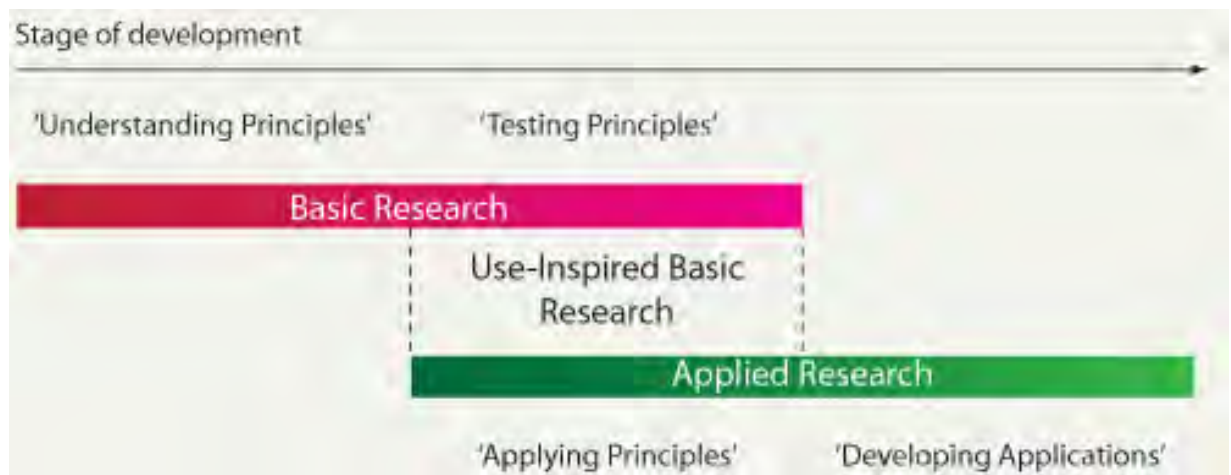 Stage of development
'Understanding Principles' 'Testing Principles'
Basic Research
Use-Inspired Basic
Research
Applied Research
'Applying Principles' 'Developing Applications'